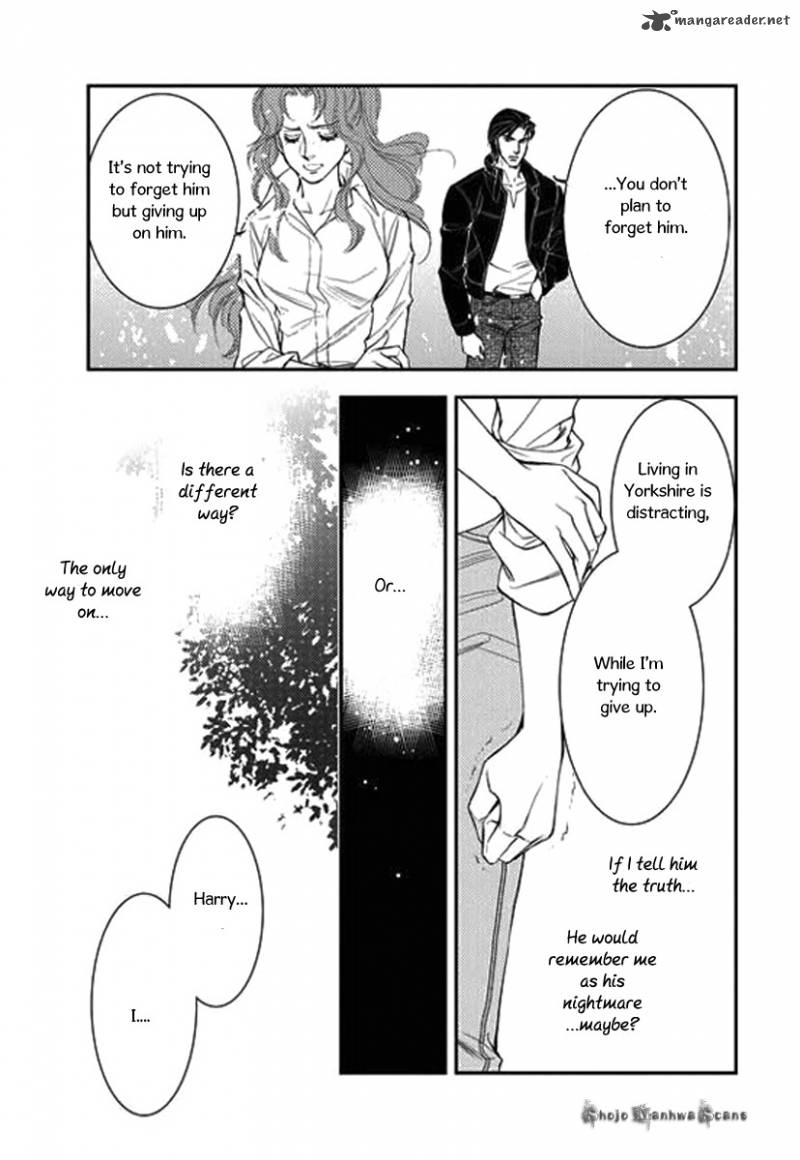 mangareader.net
...You don't
plan to
forget him.
It's not trying
to forget him
but giving up
on him.
Living in
Yorkshire is
distracting,
While I'm
trying to
give up.
If I tell him
the truth...
He would
remember me
as his
nightmare
...maybe?
Or...
Is there a
different
way?
The only
way to move
on...
Harry...
I....
Shojo Manhwa Scans